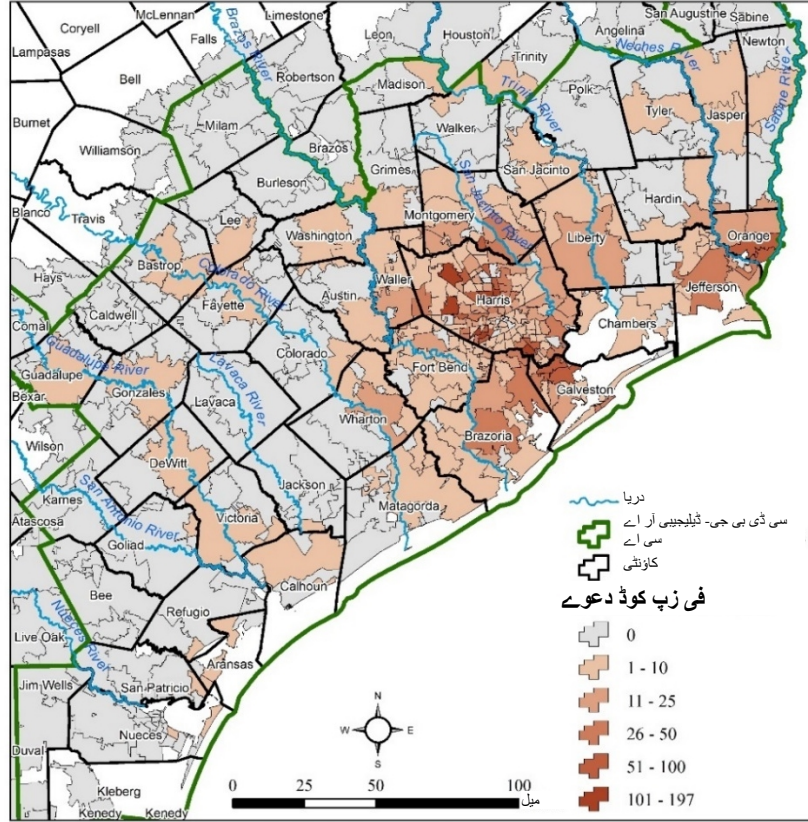 Coryell
McLennan
Limestone
Falls
Leon
Houston
Angelina
San Augustine
Sabine
Newton
Lampasas
Bell
Robertson
Madison
Trinity
Polk
Tyler
Jasper
Brazos River
Trinity River
Neches River
Sabine River
Burnet
Milam
Williamson
Brazos
Walker
Grimes
San Jacinto
San Jacinto River
Burleson
Hardin
Blanco
Travis
Lee
Washington
Montgomery
Liberty
Orange
Hays
Bastrop
Colorado River
Fayette
Austin
Waller
Harris
Jefferson
Chambers
Comal
Caldwell
Guadalupe River
Guadalupe
Bexar
Gonzales
Lavaca River
Lavaca
Colorado
Fort Bend
Galveston
Wharton
Brazoria
Wilson
DeWitt
Jackson
Matagorda
Karnes
San Antonio River
Atascosa
Goliad
Victoria
Calhoun
Bee
Refugio
Nueces River
Live Oak
Aransas
Jim Wells
San Patricio
Duval
Nueces
Kleberg
Kenedy
Kenedy
دریا
سی ڈی بی جی- ڈیلیجیبی آر اے
سی اے
کاؤنٹی
فی زپ کوڈ دعوے
0
1 - 10
11 - 25
26 - 50
51 - 100
101 - 197
N
W E
S
0 50 100
میل